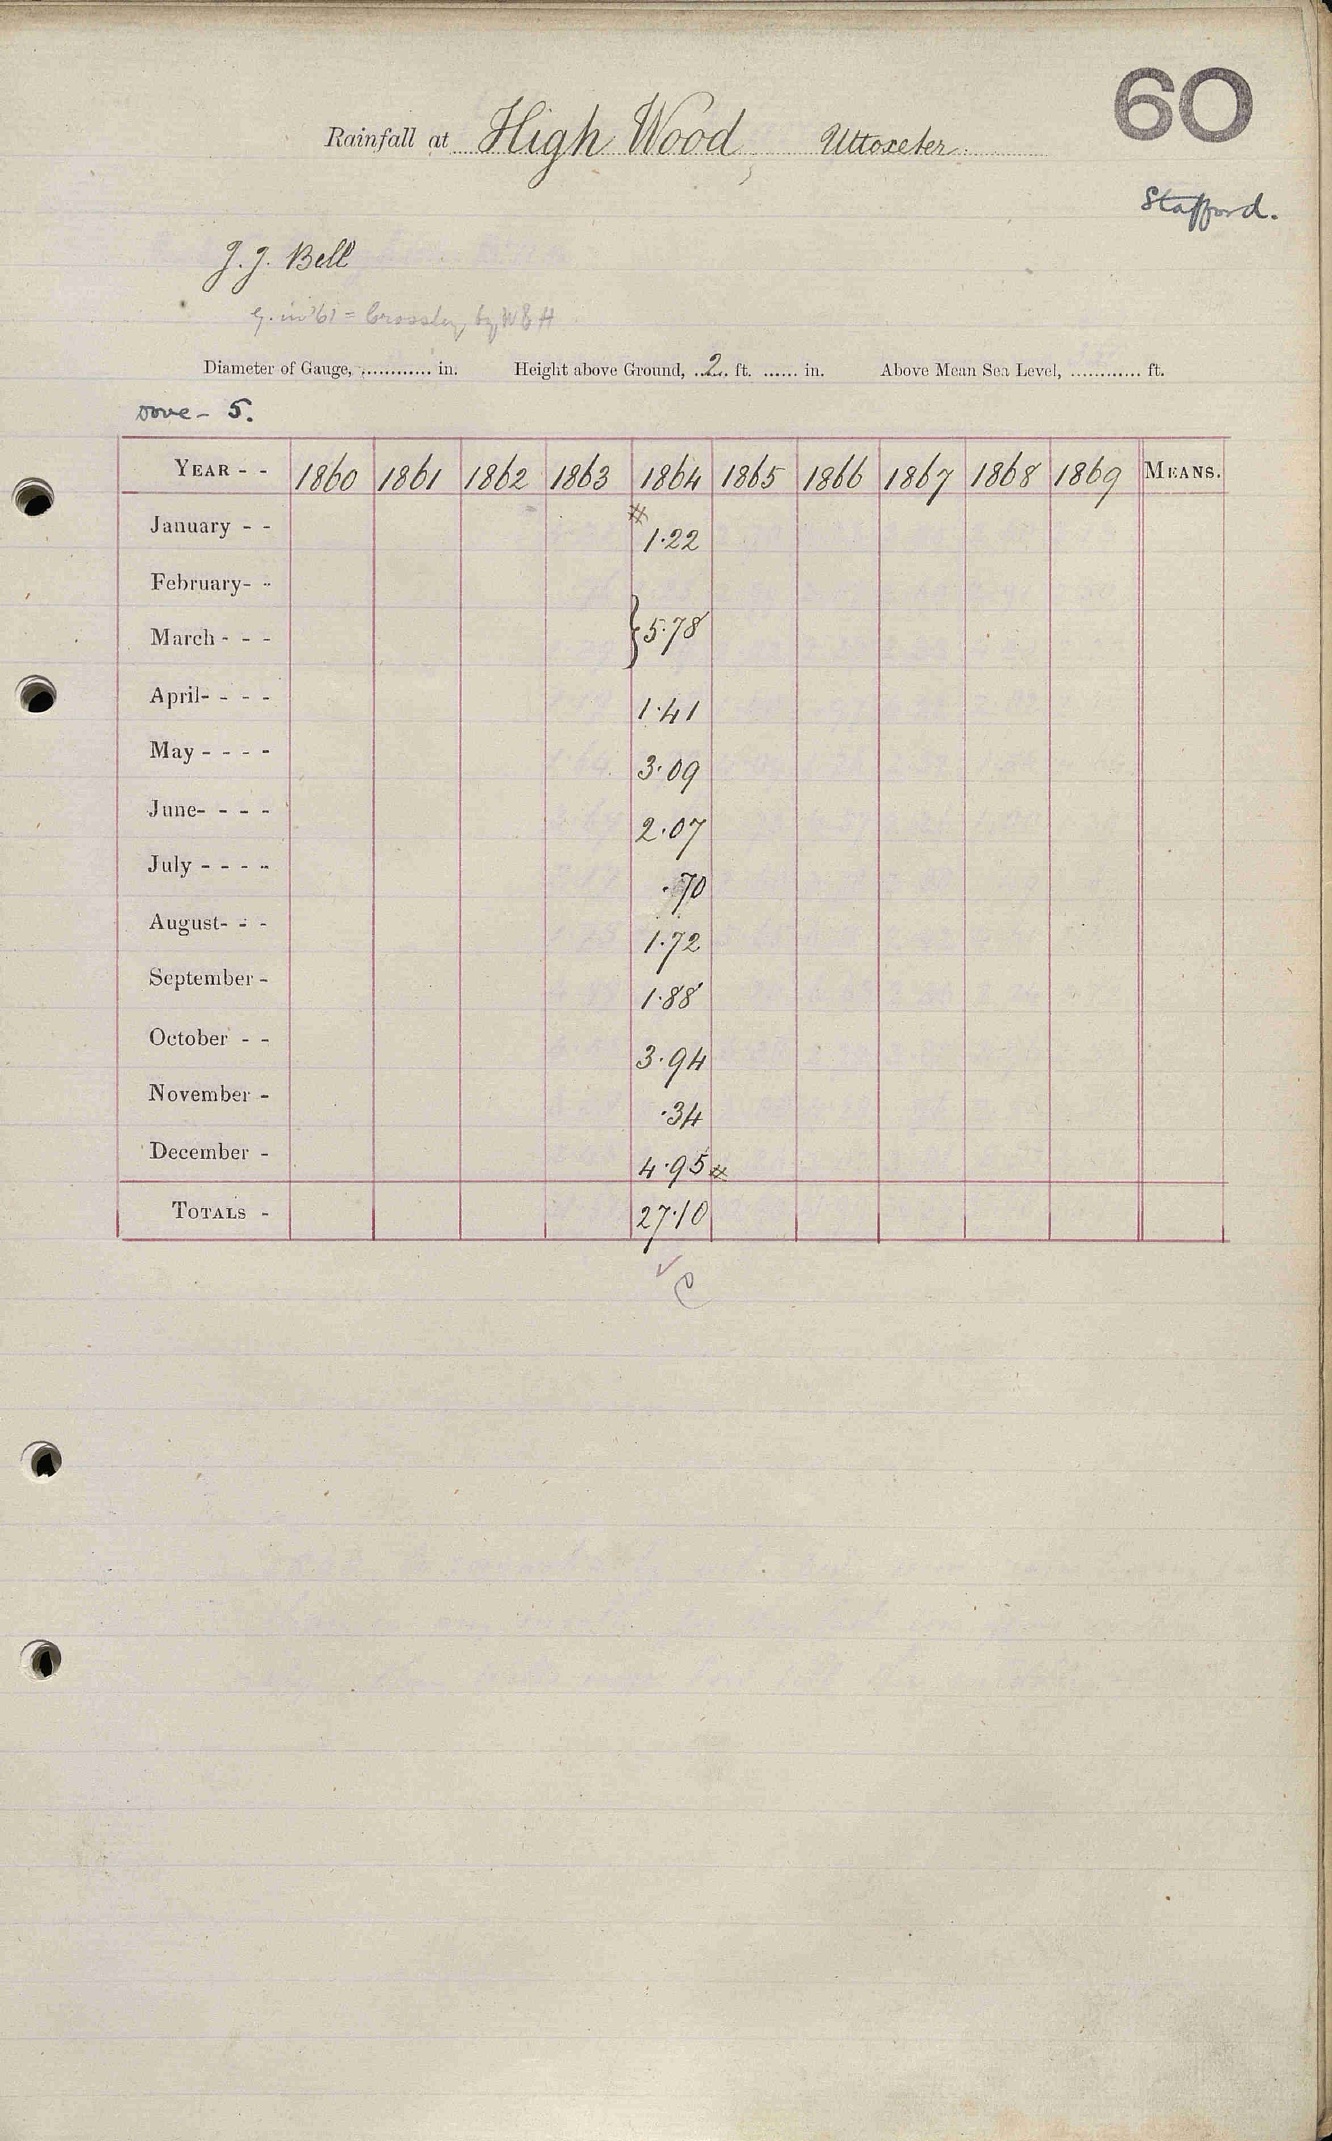 60
Rainfall at High Wood, Uttoxeter.
Stafford.
J. J. Bell
G. in '61 = Crossley, by
Diameter of Gauge, ............ in. Height above Ground, 2 ft. ...... in. Above Mean Sea Level, ............ ft.
Dove - 5.
YEAR - - 1860 1861 1862 1863 1864 1865 1866 1867 1868 1869 MEANS.
January - - # 1.22
February - -
March - - - } 5.78
April - - - - 1.41
May - - - - 3.09
June - - - - 2.07
July - - - - .70
August - - - 1.72
September - 1.88
October - - 3.94
November - .34
December - 4.95 #
TOTALS - 27.10
✓